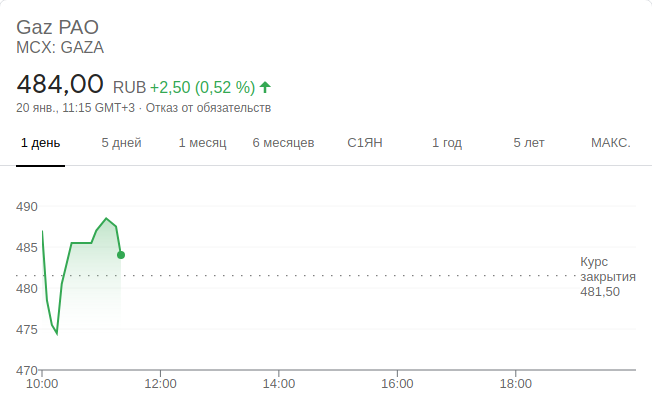 Gaz PAO
MCX: GAZA
484,00 RUB +2,50 (0,52 %)
20 янв., 11:15 GMT+3 · Отказ от обязательств
1 день 5 дней 1 месяц 6 месяцев С1ЯН 1 год 5 лет МАКС.
490
485
480
475
470
Курс
закрытия
481,50
10:00 12:00 14:00 16:00 18:00